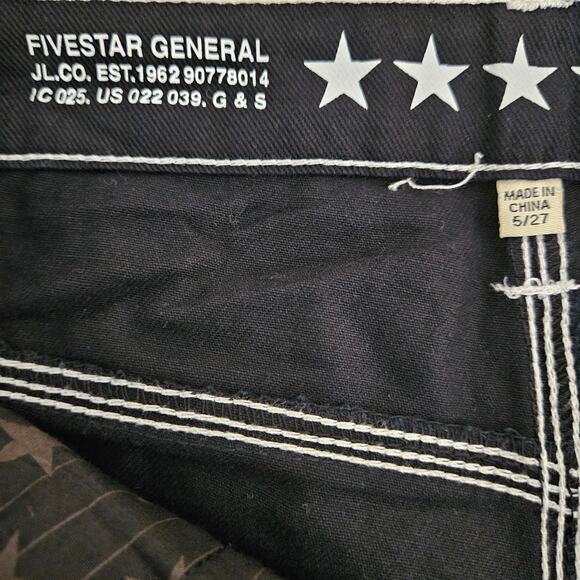 FIVESTAR GENERAL
JL.CO. EST.1962 90778014
IC 025. US 022 039. G & S
MADE IN
CHINA
5/27